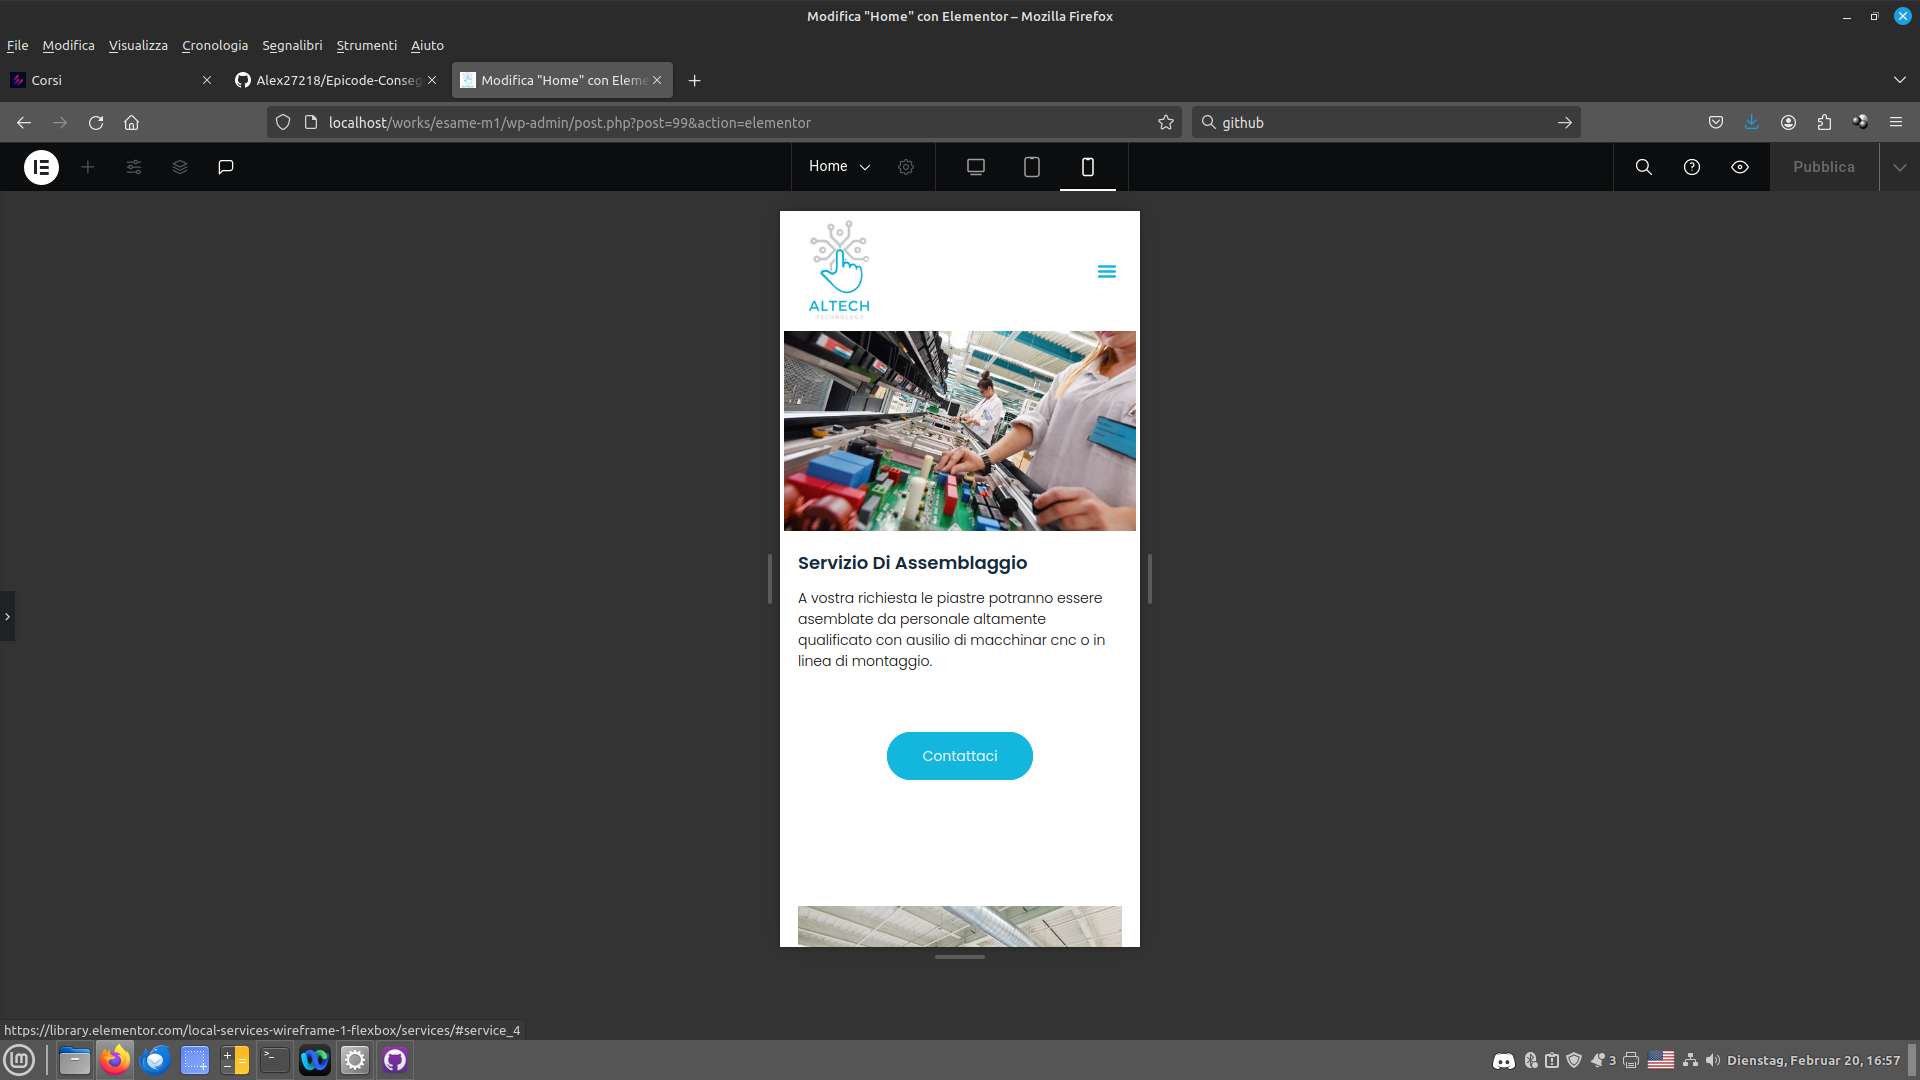 Modifica "Home" con Elementor – Mozilla Firefox
File Modifica Visualizza Cronologia Segnalibri Strumenti Aiuto
Corsi
Alex27218/Epicode-Conseg
Modifica "Home" con Eleme
localhost/works/esame-m1/wp-admin/post.php?post=99&action=elementor
github
Home
Pubblica
ALTECH
TECHNOLOGY
Servizio Di Assemblaggio
A vostra richiesta le piastre potranno essere
asemblate da personale altamente
qualificato con ausilio di macchinar cnc o in
linea di montaggio.
Contattaci
https://library.elementor.com/local-services-wireframe-1-flexbox/services/#service_4
3
Dienstag, Februar 20, 16:57